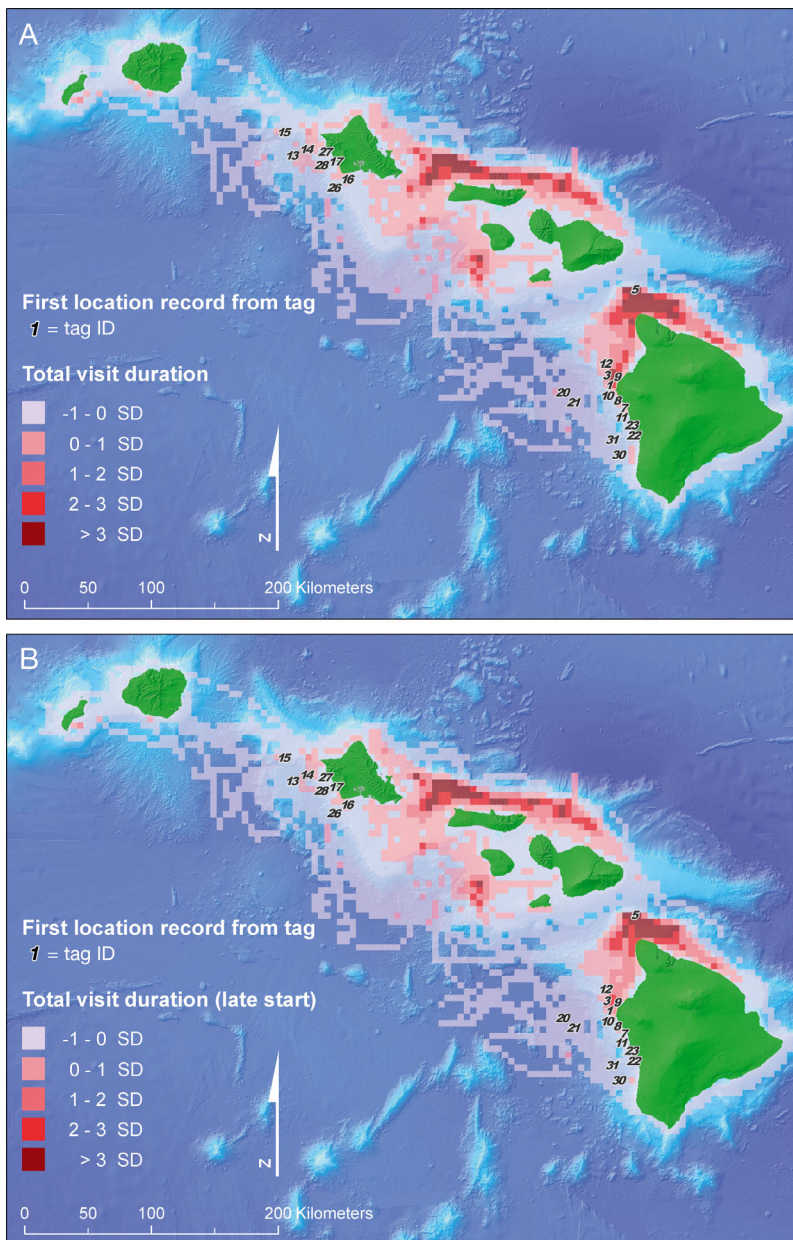 A
15
14
27
13
17
28
16
26
5
First location record from tag
1 = tag ID
12
3
9
1
Total visit duration
20
10
21
8
7
-1 - 0 SD
11
23
0 - 1 SD
31
22
1 - 2 SD
30
2 - 3 SD
> 3 SD
N
0 50 100 200 Kilometers
B
15
14
27
13
17
28
16
26
5
First location record from tag
1 = tag ID
12
3
9
1
Total visit duration (late start)
20
10
21
8
7
-1 - 0 SD
11
23
0 - 1 SD
31
22
1 - 2 SD
30
2 - 3 SD
> 3 SD
N
0 50 100 200 Kilometers